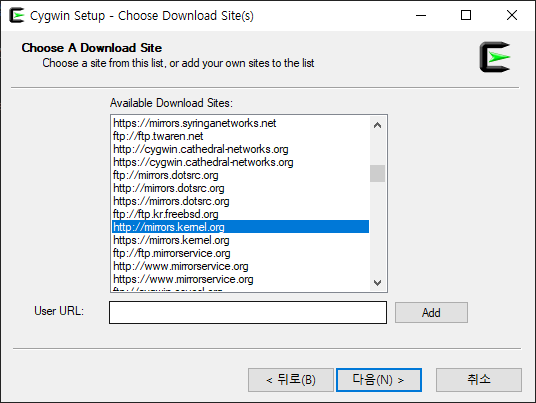 Cygwin Setup - Choose Download Site(s)
Choose A Download Site
Choose a site from this list, or add your own sites to the list
Available Download Sites:
https://mirrors.syringanetworks.net
ftp://ftp.twaren.net
http://cygwin.cathedral-networks.org
https://cygwin.cathedral-networks.org
ftp://mirrors.dotsrc.org
http://mirrors.dotsrc.org
https://mirrors.dotsrc.org
ftp://ftp.kr.freebsd.org
http://mirrors.kernel.org
https://mirrors.kernel.org
ftp://ftp.mirrorservice.org
http://www.mirrorservice.org
https://www.mirrorservice.org
User URL:
Add
< 뒤로(B)
다음(N) >
취소